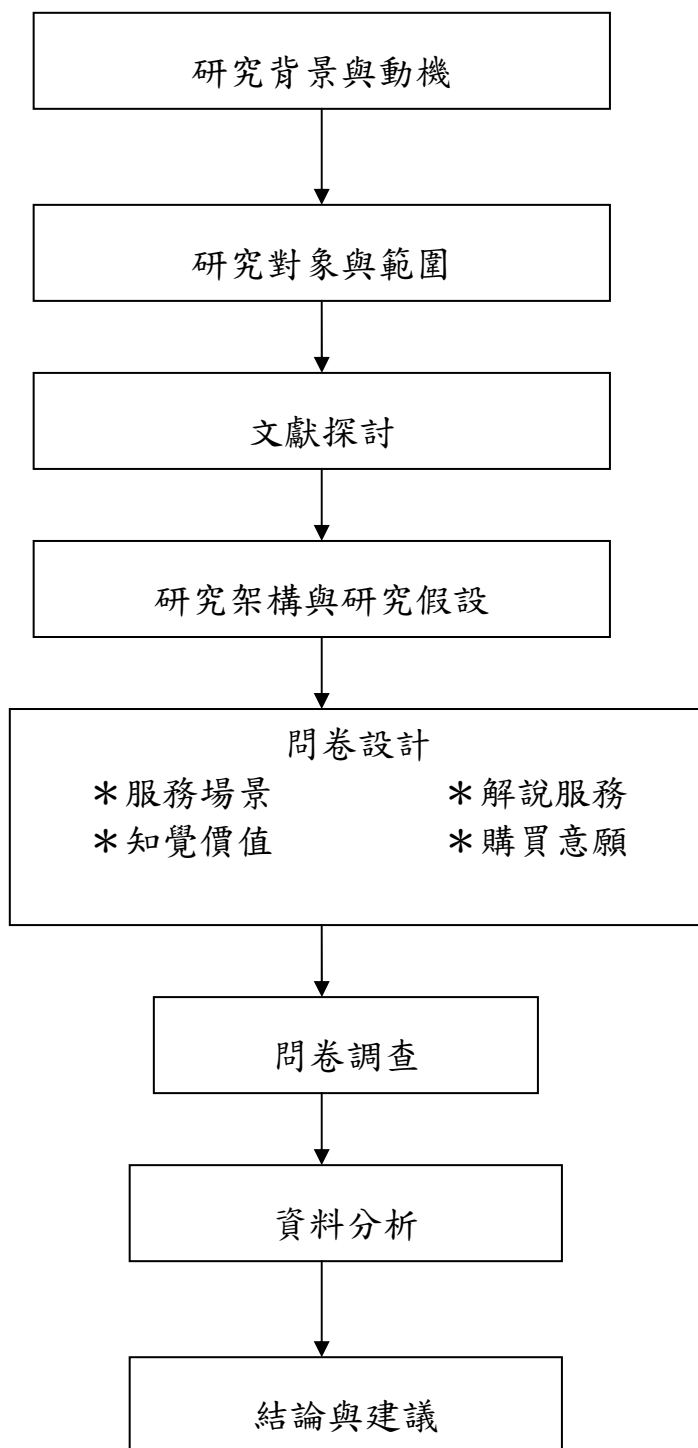 研究背景與動機
研究對象與範圍
文獻探討
研究架構與研究假設
問卷設計
＊服務場景 ＊解說服務
＊知覺價值 ＊購買意願
問卷調查
資料分析
結論與建議